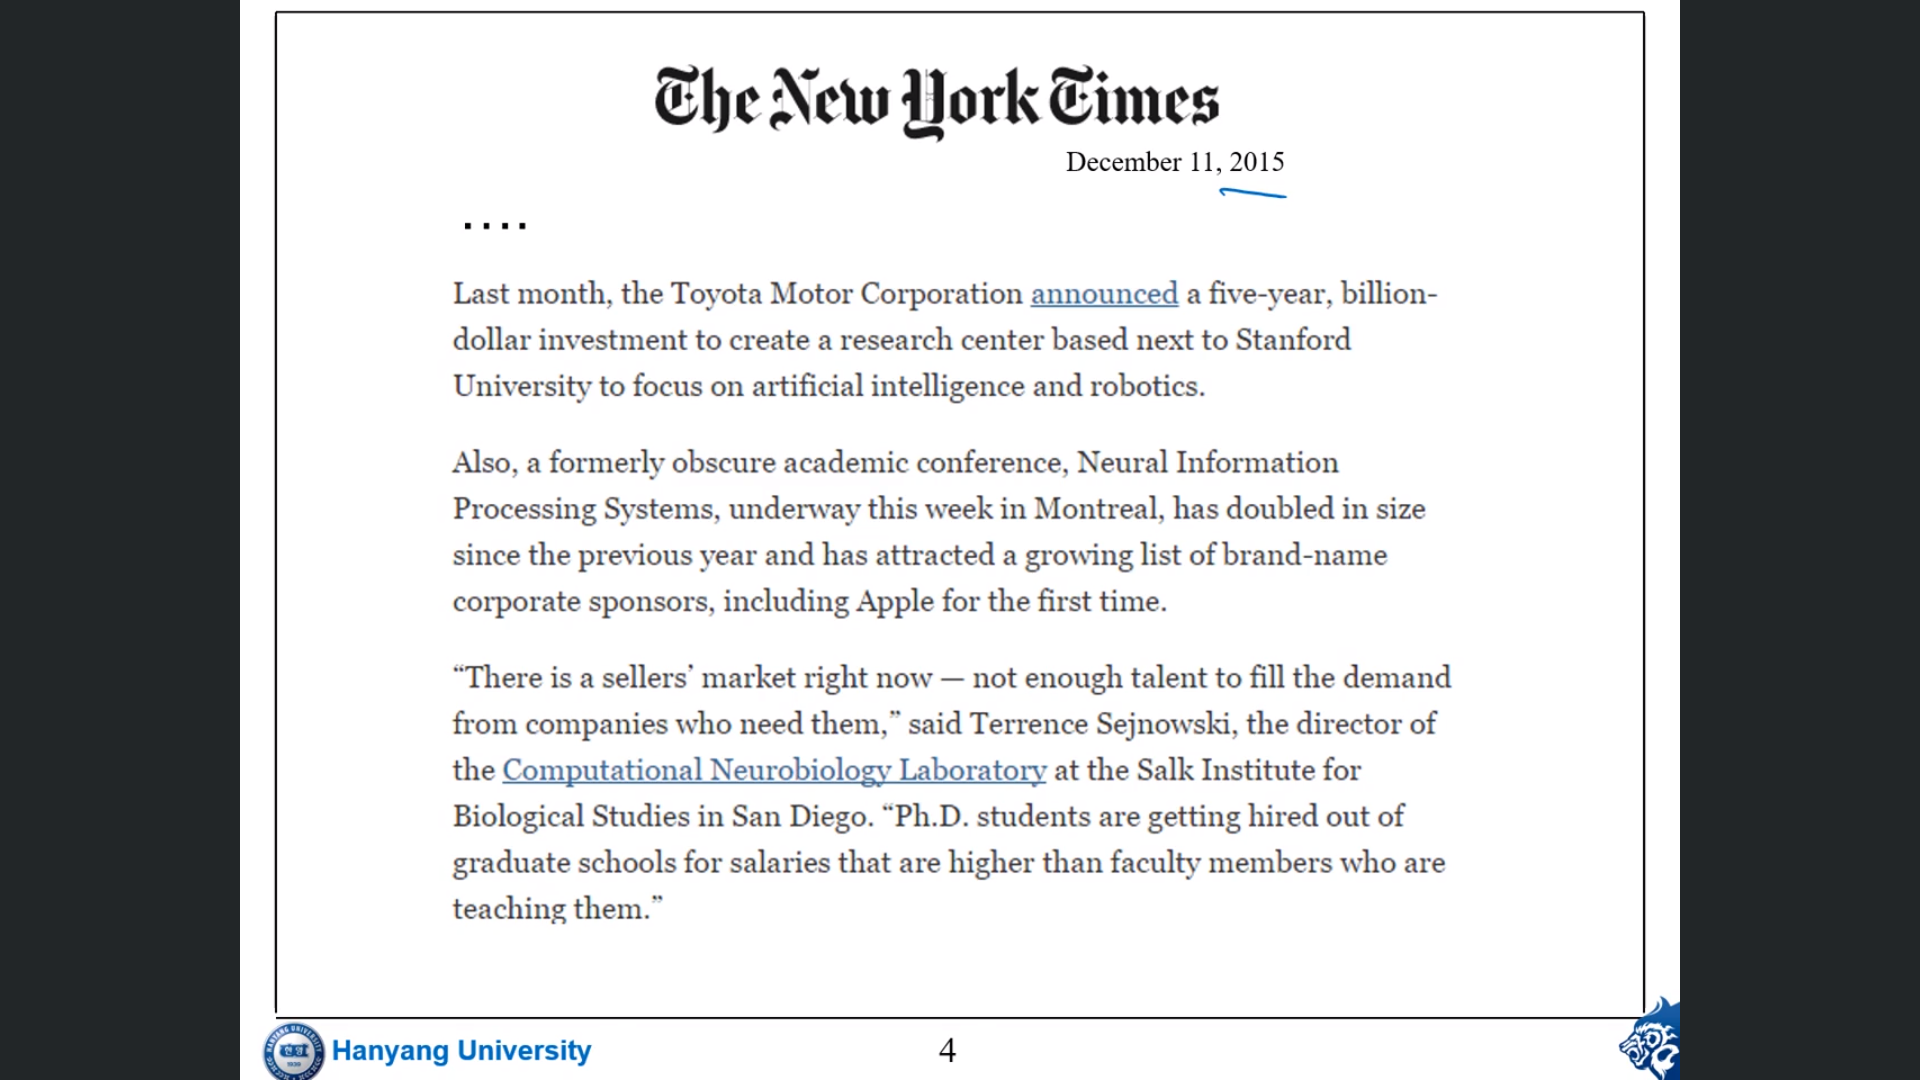 The New York Times
December 11, 2015
....
Last month, the Toyota Motor Corporation announced a five-year, billion-
dollar investment to create a research center based next to Stanford
University to focus on artificial intelligence and robotics.
Also, a formerly obscure academic conference, Neural Information
Processing Systems, underway this week in Montreal, has doubled in size
since the previous year and has attracted a growing list of brand-name
corporate sponsors, including Apple for the first time.
“There is a sellers’ market right now — not enough talent to fill the demand
from companies who need them,” said Terrence Sejnowski, the director of
the Computational Neurobiology Laboratory at the Salk Institute for
Biological Studies in San Diego. “Ph.D. students are getting hired out of
graduate schools for salaries that are higher than faculty members who are
teaching them.”
HANYANG UNIVERSITY
한양
1939
Hanyang University
4